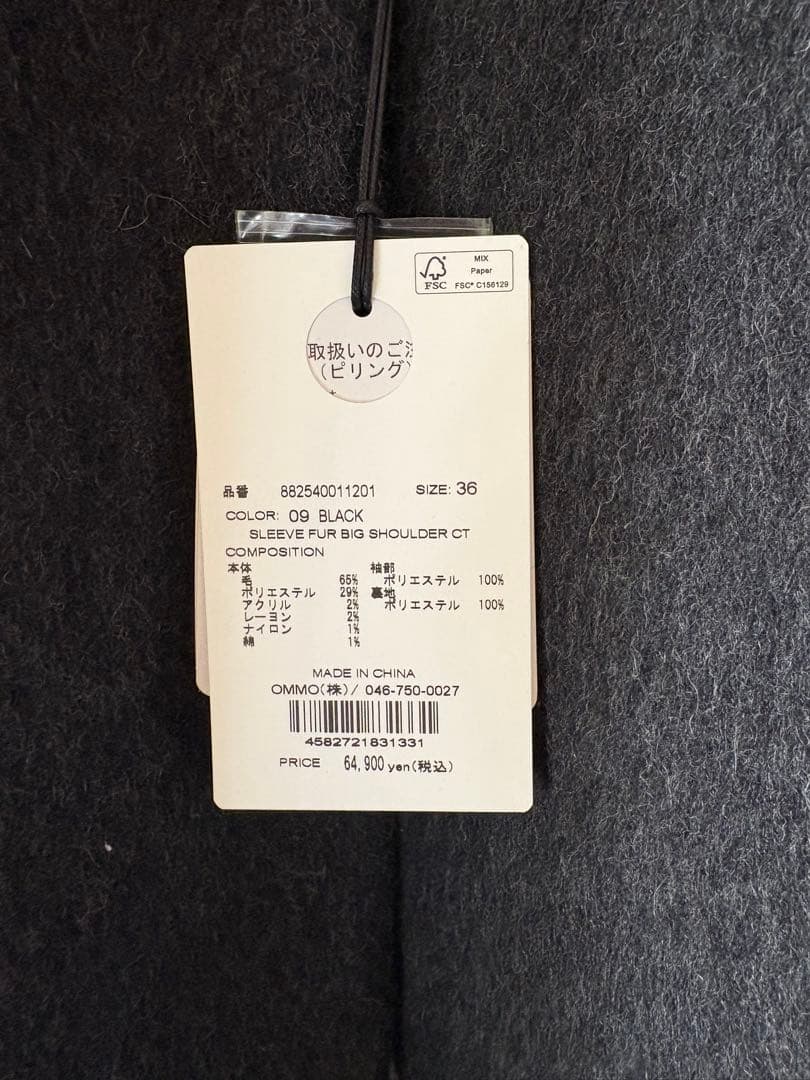 MIX
Paper
FSC
FSC® C156129
取扱いのご注
(ピリング)
品番 882540011201 SIZE: 36
COLOR: 09 BLACK
SLEEVE FUR BIG SHOULDER CT
COMPOSITION
本体 袖部
毛 65% ポリエステル 100%
ポリエステル 29% 裏地
アクリル 2% ポリエステル 100%
レーヨン 2%
ナイロン 1%
綿 1%
MADE IN CHINA
OMMO(株)/ 046-750-0027
4582721831331
PRICE 64,900 yen(税込)